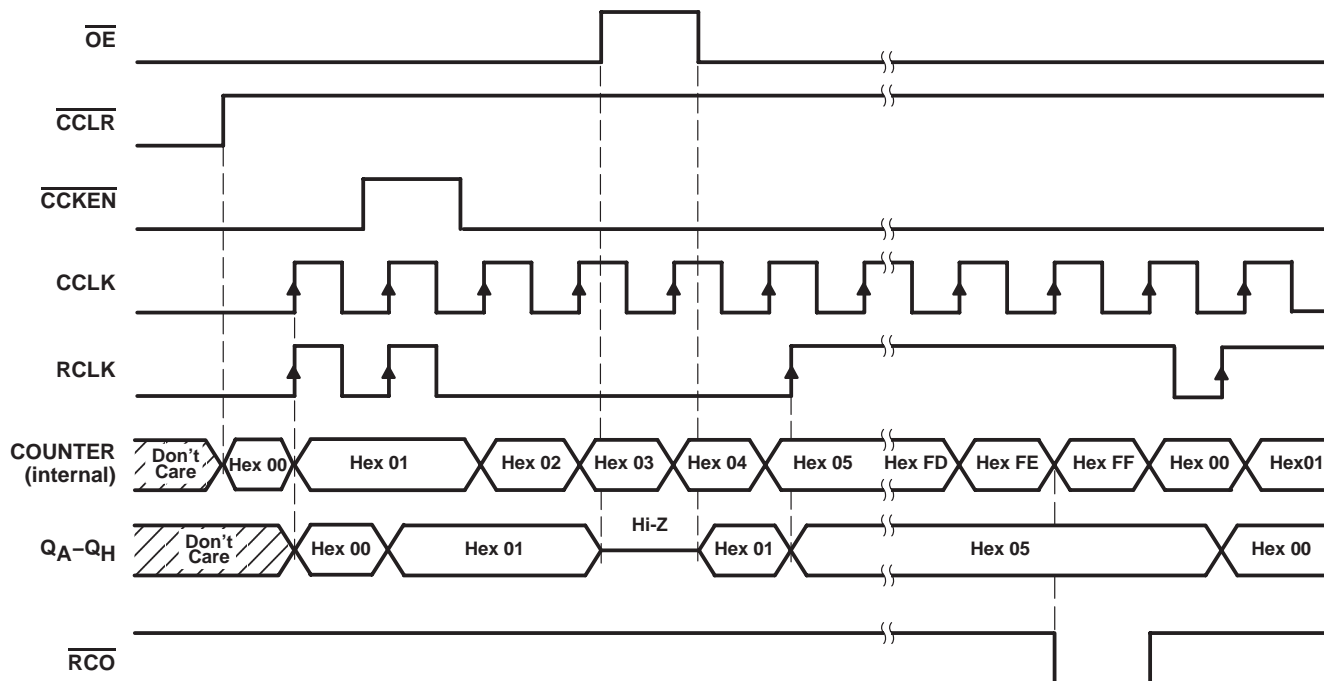 OE
CCLR
CCKEN
CCLK
RCLK
COUNTER
(internal)
Don't
Care
Hex 00
Hex 01
Hex 02
Hex 03
Hex 04
Hex 05
Hex FD
Hex FE
Hex FF
Hex 00
Hex01
QA–QH
Don't
Care
Hex 00
Hex 01
Hi-Z
Hex 01
Hex 05
Hex 00
RCO